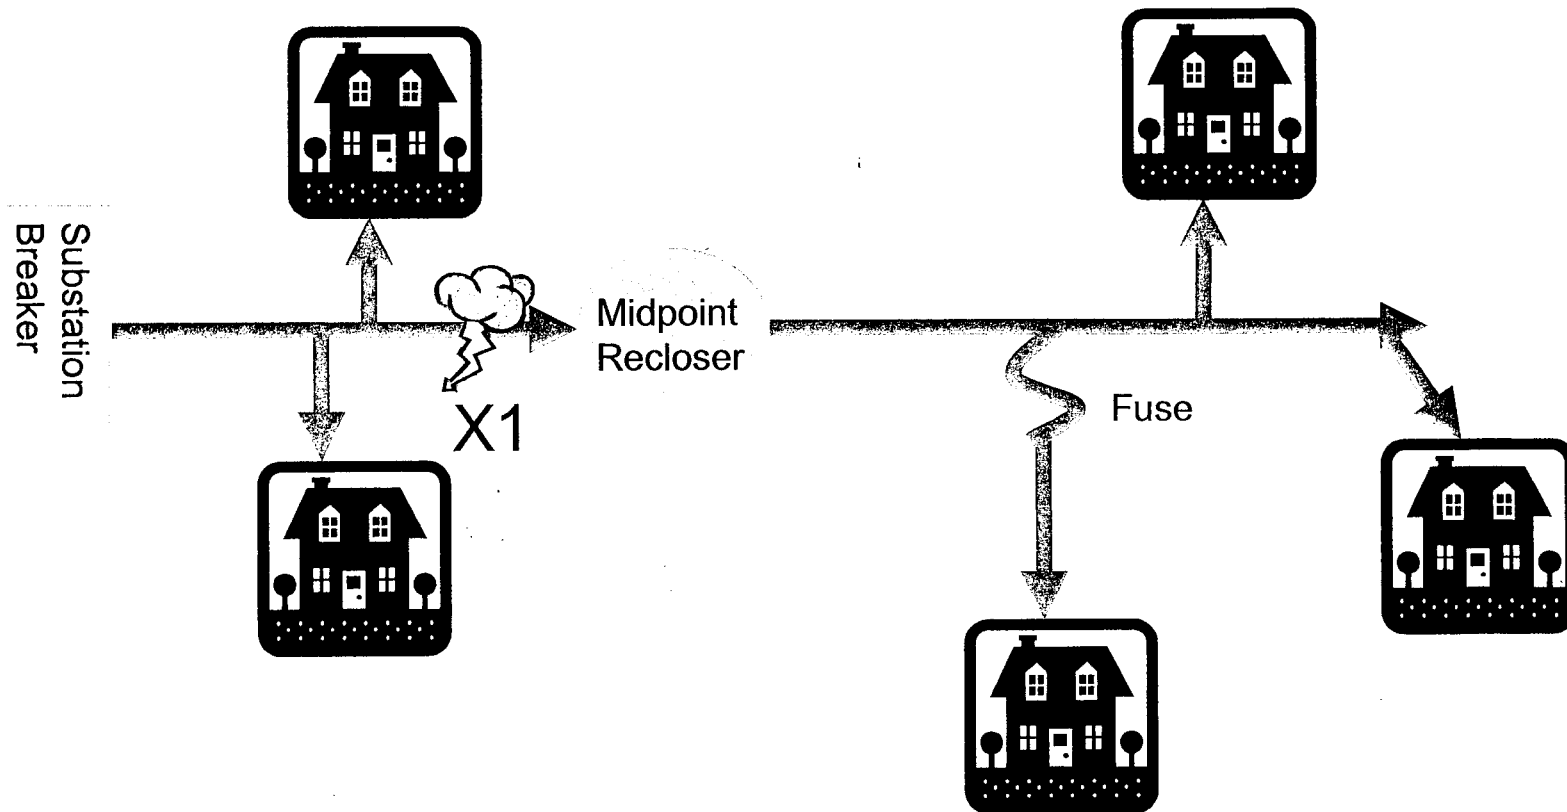 Substation
Breaker
X1
Midpoint
Recloser
Fuse